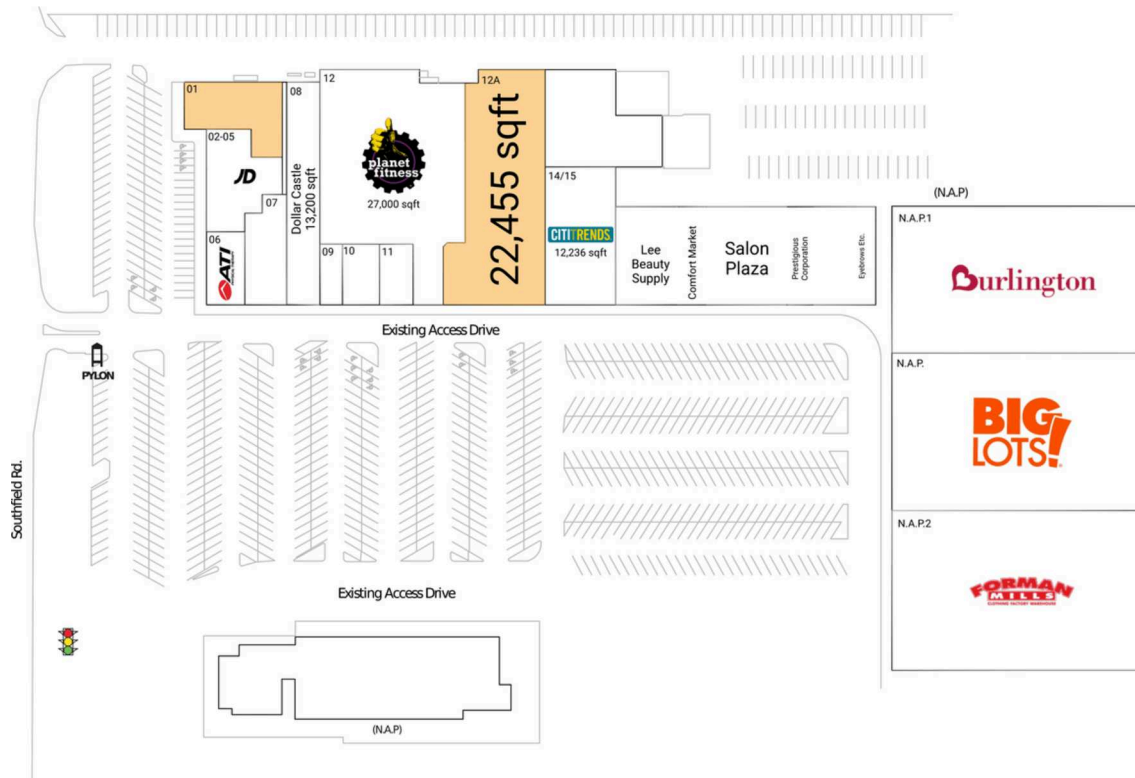 01
02-05
JD
06
ATI
07
08
Dollar Castle
13,200 sqft
12
planet
fitness
27,000 sqft
09
10
11
12A
22,455 sqft
14/15
CITITRENDS
12,236 sqft
Lee
Beauty
Supply
Comfort Market
Salon
Plaza
Prestigious
Corporation
Eyebrows Etc.
(N.A.P)
N.A.P.1
Burlington
N.A.P.
BIG
LOTS!
N.A.P.2
FORMAN
MILLS
CLOTHING FACTORY WAREHOUSE
Existing Access Drive
PYLON
Southfield Rd.
Existing Access Drive
(N.A.P)